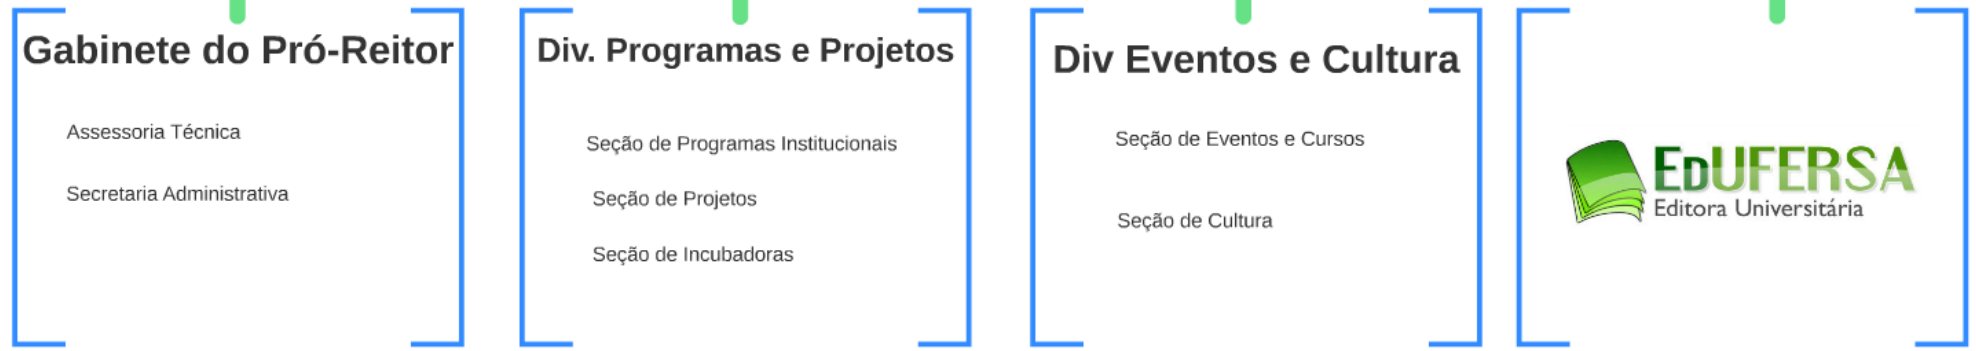 Gabinete do Pró-Reitor
Assessoria Técnica
Secretaria Administrativa
Div. Programas e Projetos
Seção de Programas Institucionais
Seção de Projetos
Seção de Incubadoras
Div Eventos e Cultura
Seção de Eventos e Cursos
Seção de Cultura
EDUFERSA
Editora Universitária